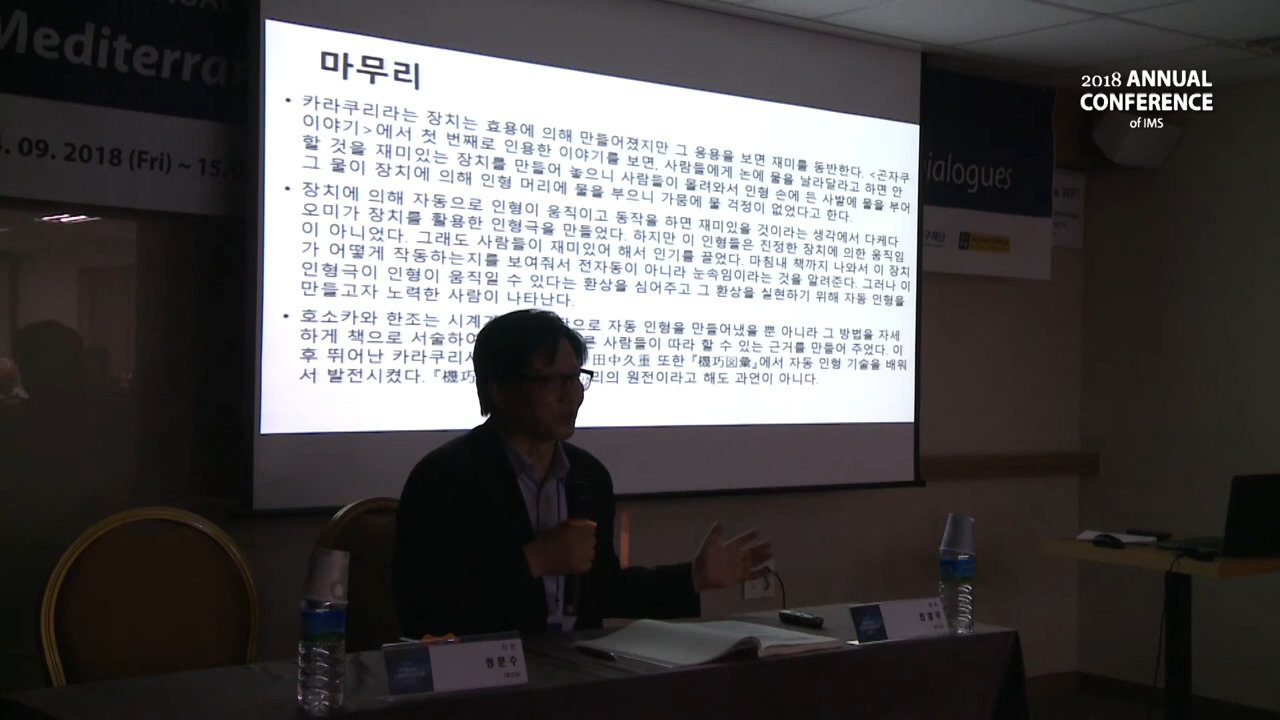 Mediterra
2018 ANNUAL
CONFERENCE
of IMS
. 09. 2018 (Fri) ~ 15.
Dialogues
마무리
• 카라쿠리라는 장치는 효용에 의해 만들어졌지만 그 응용을 보면 재미를 동반한다. <곤자쿠
이야기>에서 첫 번째로 인용한 이야기를 보면, 사람들에게 논에 물을 날라달라고 하면 안
할 것을 재미있는 장치를 만들어 놓으니 사람들이 몰려와서 인형 손에 든 사발에 물을 부어
그 물이 장치에 의해 인형 머리에 물을 부으니 가뭄에 물 걱정이 없었다고 한다.
• 장치에 의해 자동으로 인형이 움직이고 동작을 하면 재미있을 것이라는 생각에서 다케다
오미가 장치를 활용한 인형극을 만들었다. 하지만 이 인형들은 진정한 장치에 의한 움직임
이 아니었다. 그래도 사람들이 재미있어 해서 인기를 끌었다. 마침내 책까지 나와서 이 장치
가 어떻게 작동하는지를 보여줘서 전자동이 아니라 눈속임이라는 것을 알려준다. 그러나 이
인형극이 인형이 움직일 수 있다는 환상을 심어주고 그 환상을 실현하기 위해 자동 인형을
만들고자 노력한 사람이 나타난다.
• 호소카와 한조는 시계 으로 자동 인형을 만들어냈을 뿐 아니라 그 방법을 자세
하게 책으로 서술하여 른 사람들이 따라 할 수 있는 근거를 만들어 주었다. 이
후 뛰어난 카라쿠리 田中久重 또한 『機巧図彙』에서 자동 인형 기술을 배워
서 발전시켰다. 『機巧 리의 원전이라고 해도 과언이 아니다.
정문수